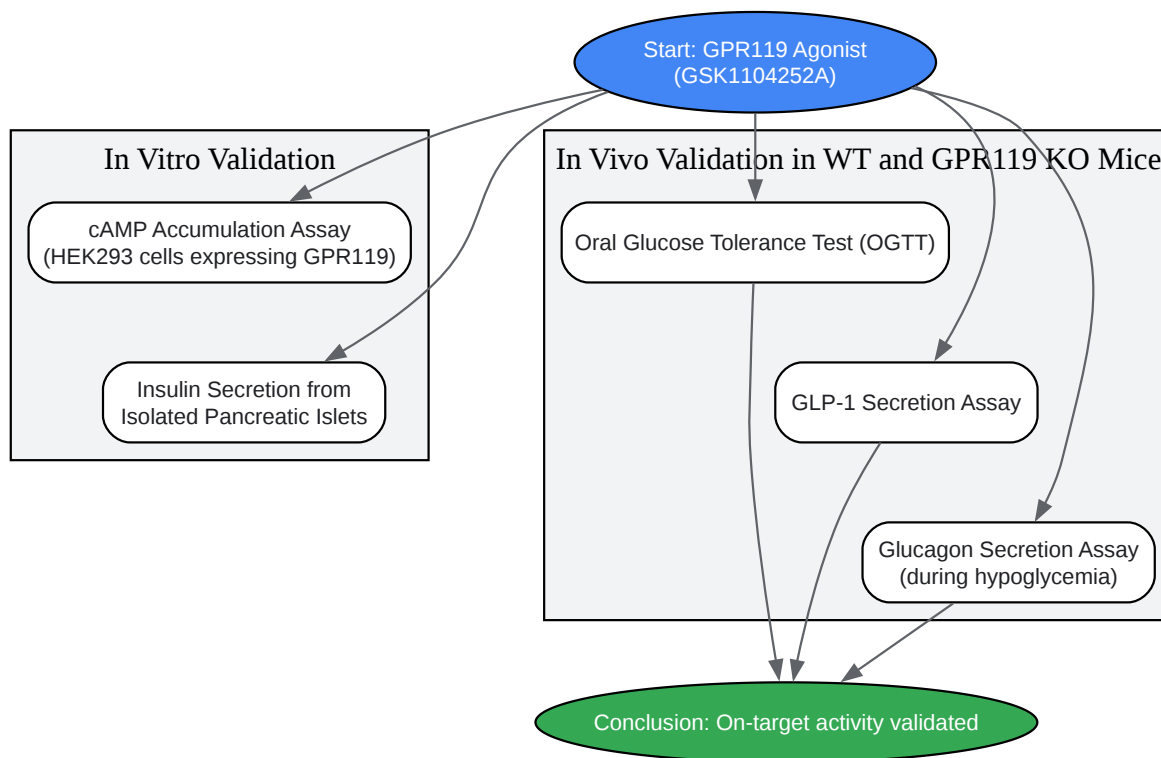 Start: GPR119 Agonist
(GSK1104252A)
In Vitro Validation
cAMP Accumulation Assay
(HEK293 cells expressing GPR119)
Insulin Secretion from
Isolated Pancreatic Islets
In Vivo Validation in WT and GPR119 KO Mice
Oral Glucose Tolerance Test (OGTT)
GLP-1 Secretion Assay
Glucagon Secretion Assay
(during hypoglycemia)
Conclusion: On-target activity validated